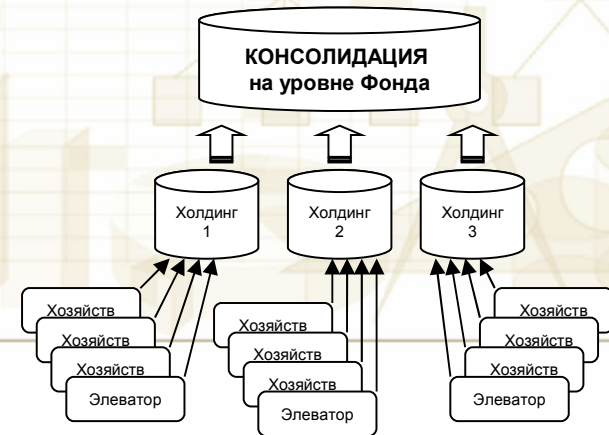 КОНСОЛИДАЦИЯ
на уровне Фонда
Холдинг
1
Холдинг
2
Холдинг
3
Хозяйств
Хозяйств
Хозяйств
Элеватор
Хозяйств
Хозяйств
Хозяйств
Элеватор
Хозяйств
Хозяйств
Хозяйств
Элеватор